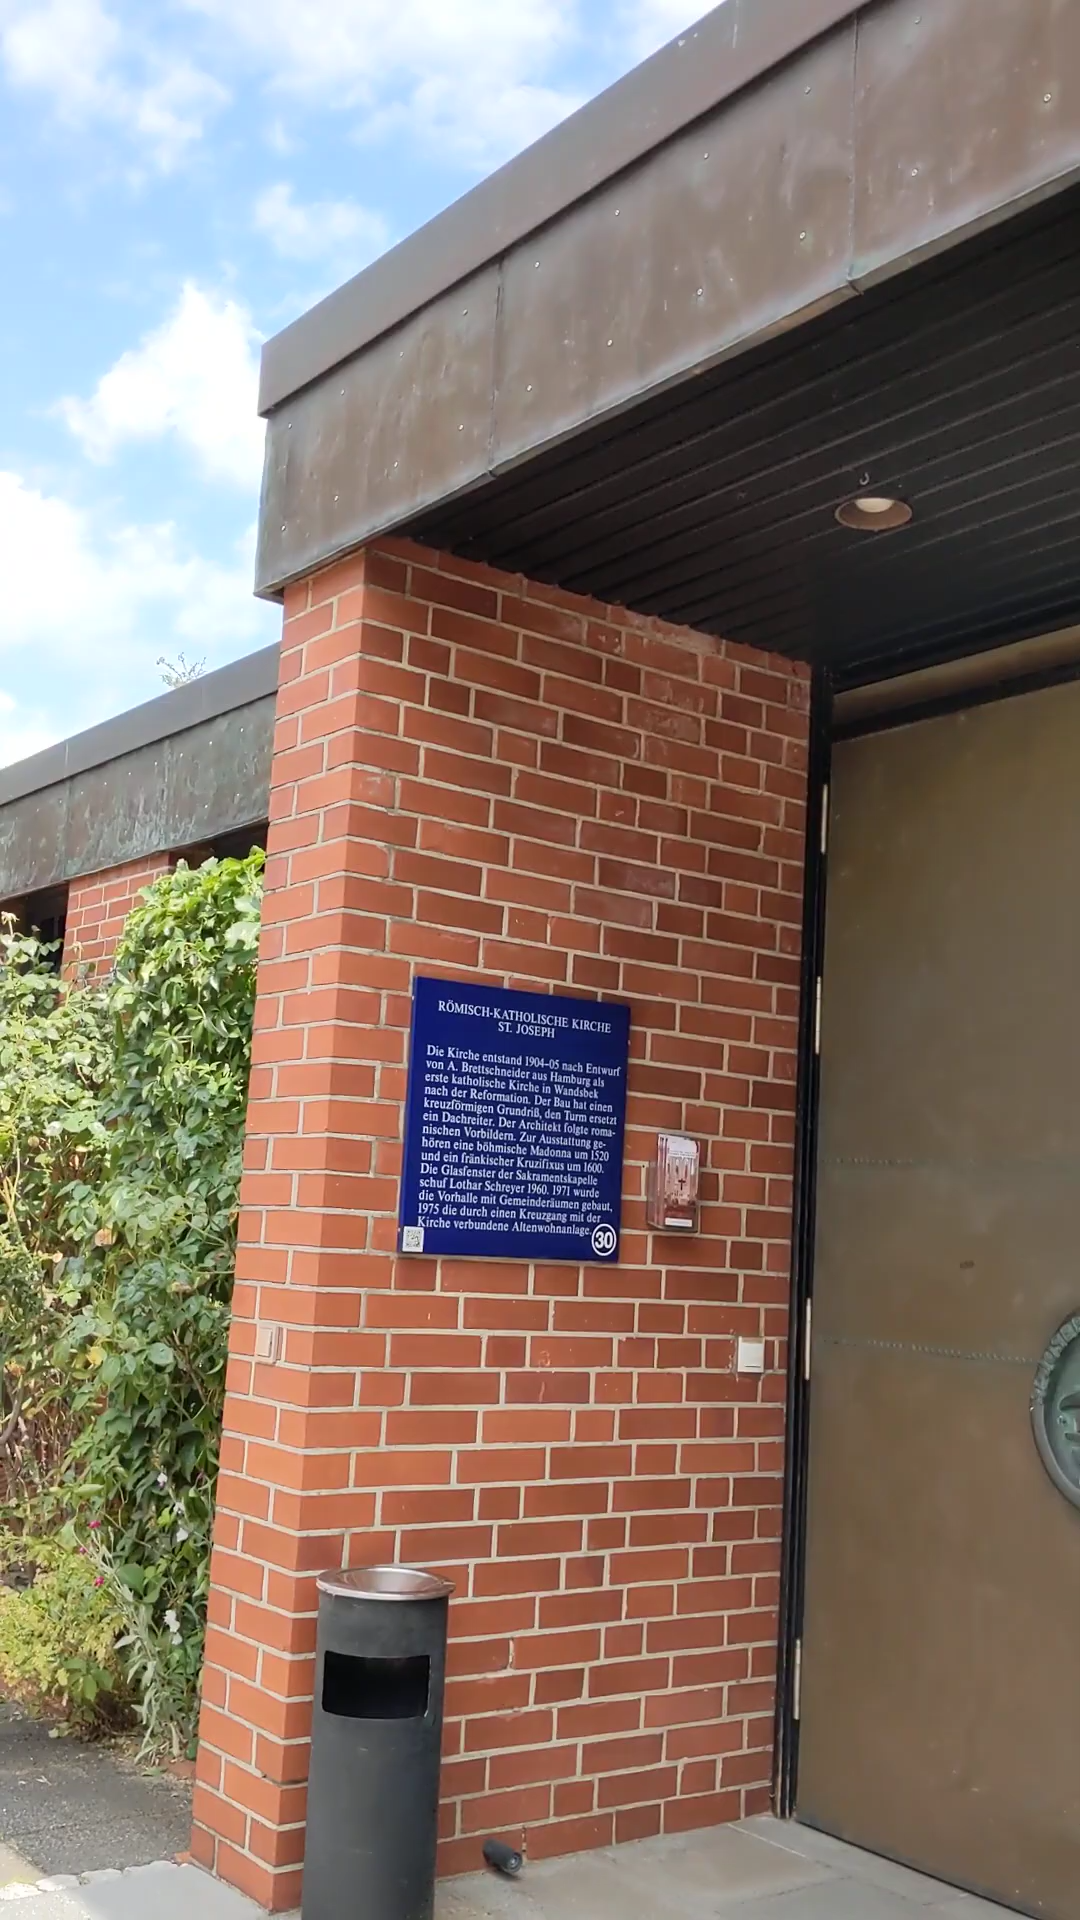 RÖMISCH-KATHOLISCHE KIRCHE
ST. JOSEPH
Die Kirche entstand 1904-05 nach Entwurf
von A. Brettschneider aus Hamburg als
erste katholische Kirche in Wandsbek
nach der Reformation. Der Bau hat einen
kreuzförmigen Grundriß, den Turm ersetzt
ein Dachreiter. Der Architekt folgte roma-
nischen Vorbildern. Zur Ausstattung ge-
hören eine böhmische Madonna um 1520
und ein fränkischer Kruzifixus um 1600.
Die Glasfenster der Sakramentskapelle
schuf Lothar Schreyer 1960. 1971 wurde
die Vorhalle mit Gemeinderäumen gebaut,
1975 die durch einen Kreuzgang mit der
Kirche verbundene Altenwohnanlage.
30